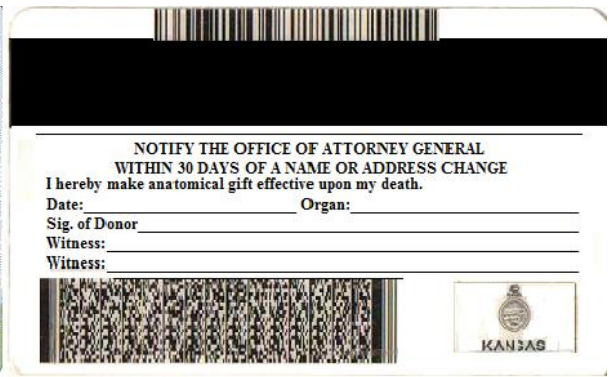 NOTIFY THE OFFICE OF ATTORNEY GENERAL
WITHIN 30 DAYS OF A NAME OR ADDRESS CHANGE
I hereby make anatomical gift effective upon my death.
Date: Organ:
Sig. of Donor
Witness:
Witness:
KANSAS